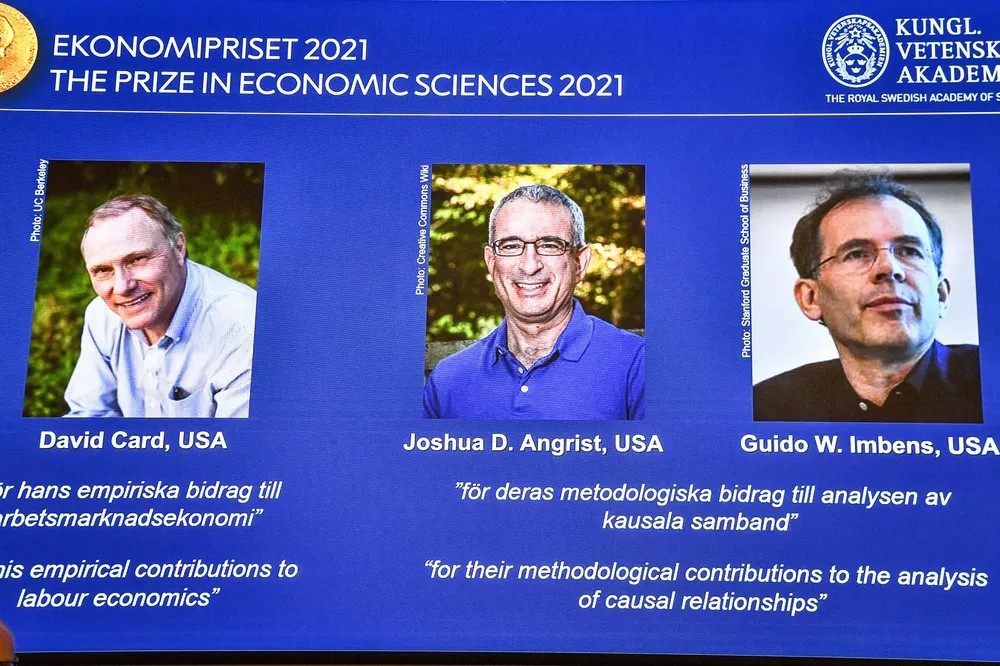 EKONOMIPRISET 2021
THE PRIZE IN ECONOMIC SCIENCES 2021
KUNGL.
VETENSK
AKADEM
THE ROYAL SWEDISH ACADEMY OF S
Photo: UC Berkeley
Photo: Creative Commons Wiki
Photo: Stanford Graduate School of Business
David Card, USA
Joshua D. Angrist, USA
Guido W. Imbens, USA
ör hans empiriska bidrag till
arbetsmarknadsekonomi”
”för deras metodologiska bidrag till analysen av
kausala samband”
his empirical contributions to
labour economics”
“for their methodological contributions to the analysis
of causal relationships”